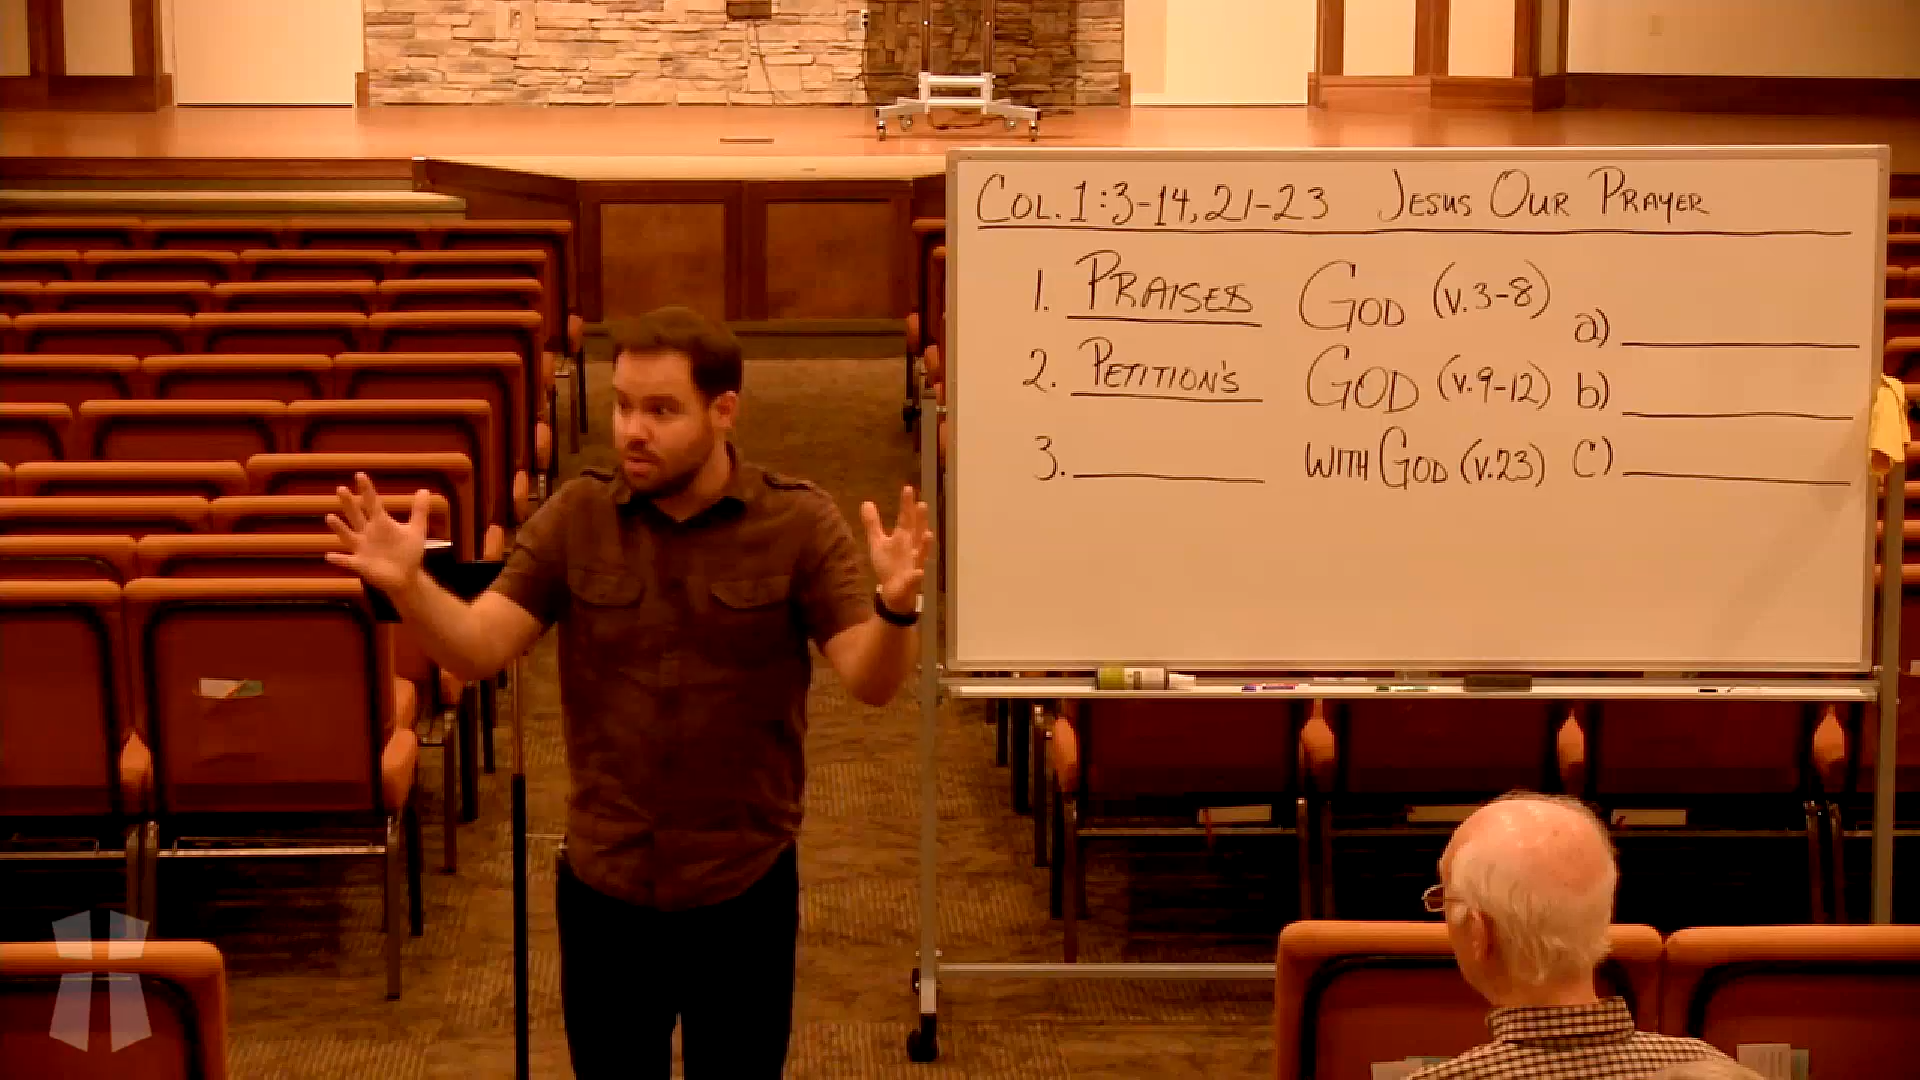 COL. 1:3-14, 21-23 JESUS OUR PRAYER
1. PRAISES GOD (v.3-8)
a)
2. PETITION'S GOD (v.9-12) b)
3. WITH GOD (v.23) c)